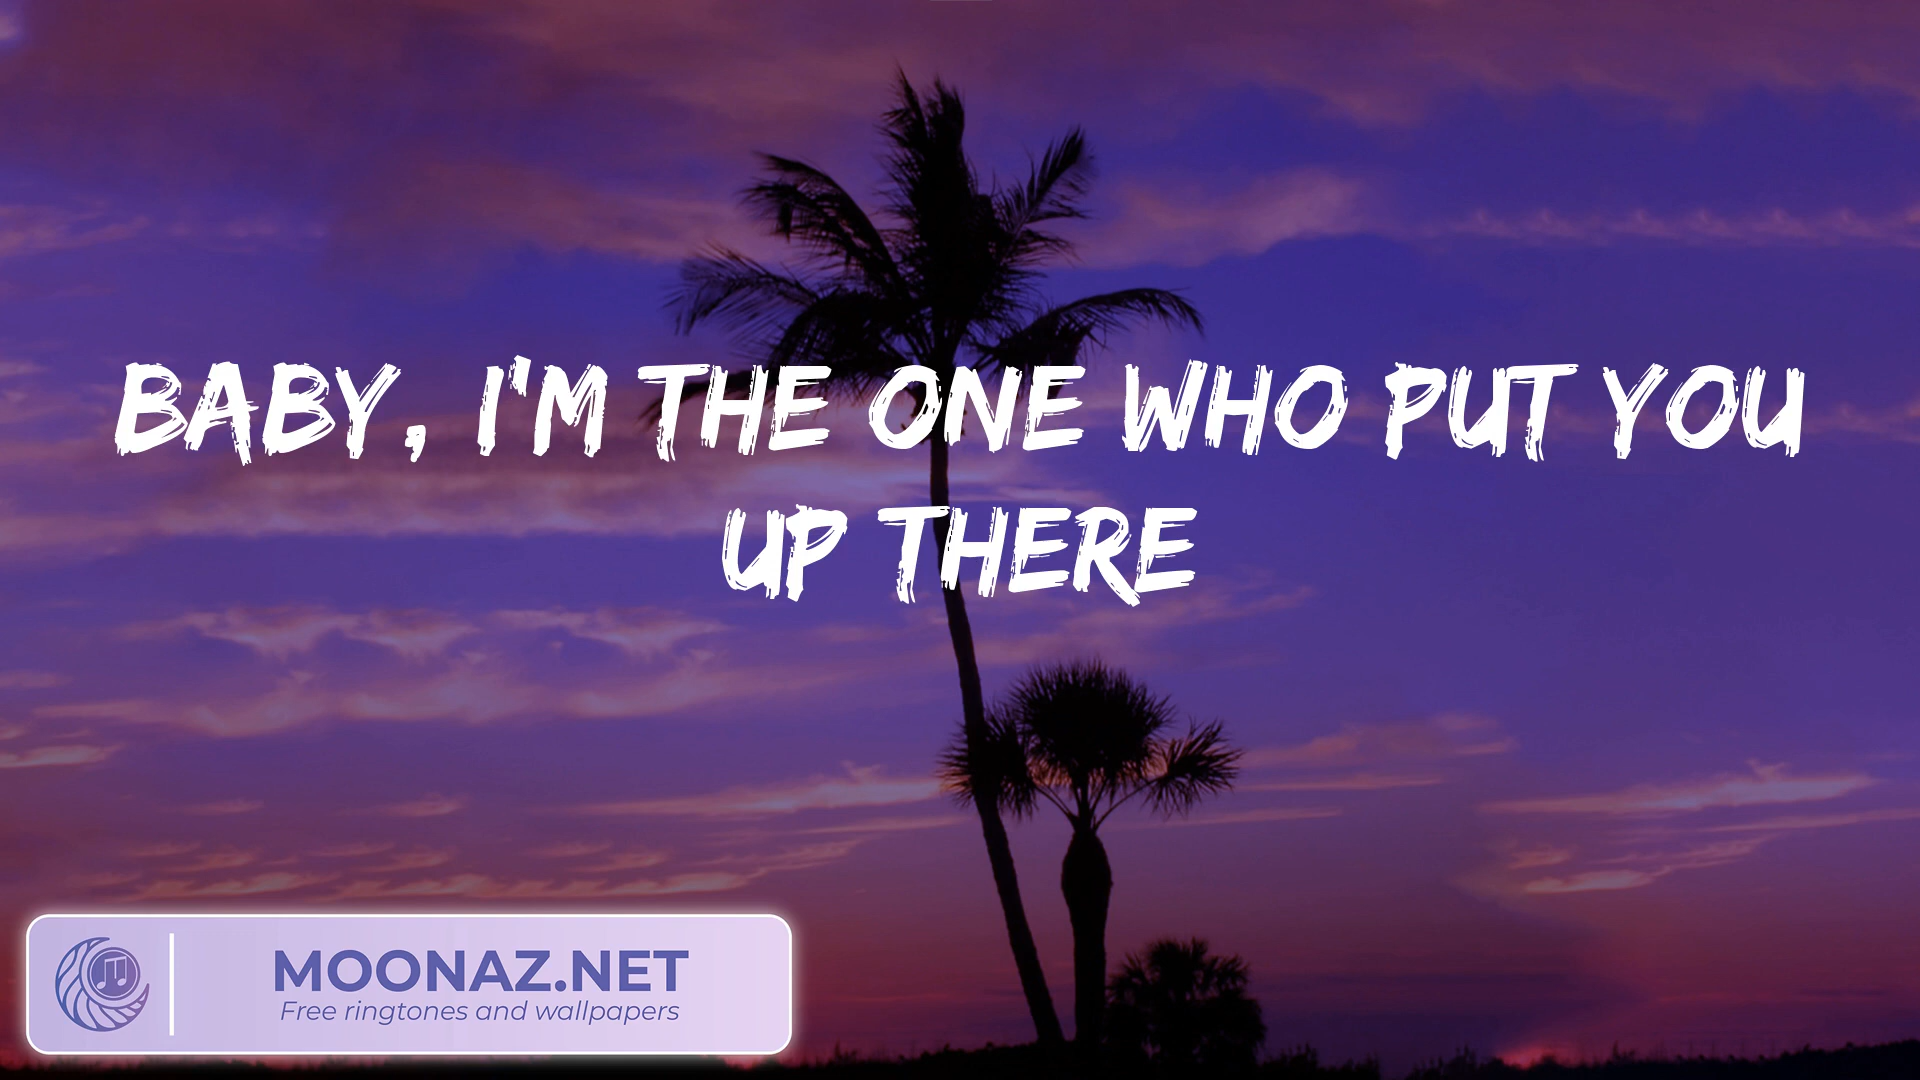 BABY, I'M THE ONE WHO PUT YOU
UP THERE
MOONAZ.NET
Free ringtones and wallpapers